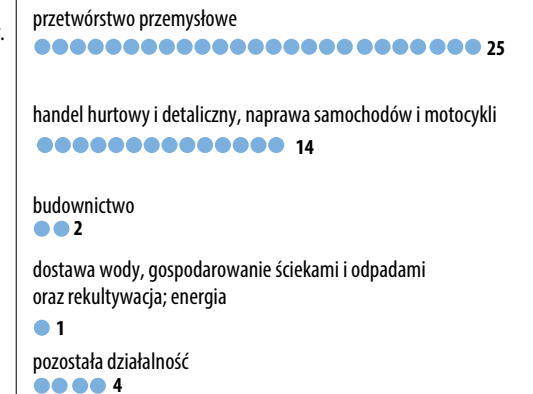 .
przetwórstwo przemysłowe
25
handel hurtowy i detaliczny, naprawa samochodów i motocykli
14
budownictwo
2
dostawa wody, gospodarowanie ściekami i odpadami
oraz rekultywacja; energia
1
pozostała działalność
4